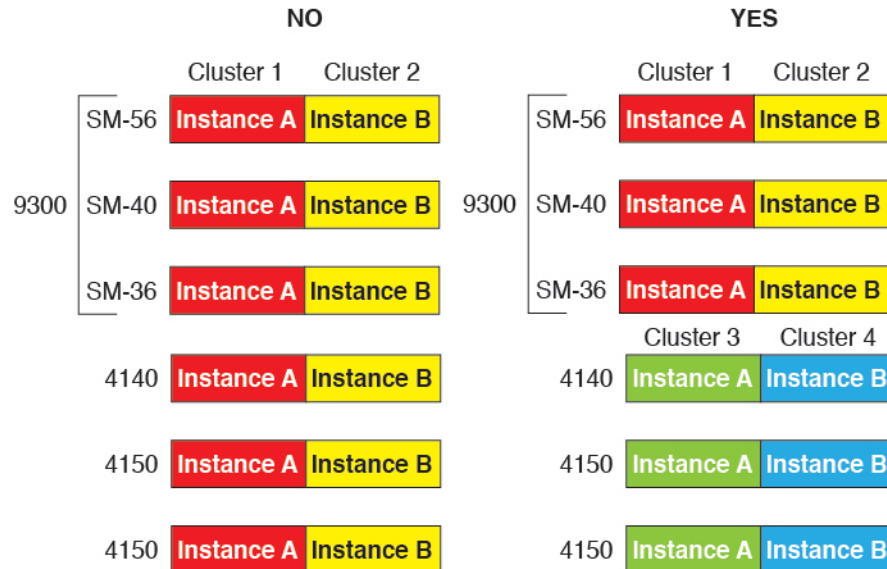 NO YES
Cluster 1 Cluster 2 Cluster 1 Cluster 2
SM-56 Instance A Instance B SM-56 Instance A Instance B
9300 SM-40 Instance A Instance B 9300 SM-40 Instance A Instance B
SM-36 Instance A Instance B SM-36 Instance A Instance B
Cluster 3 Cluster 4
4140 Instance A Instance B 4140 Instance A Instance B
4150 Instance A Instance B 4150 Instance A Instance B
4150 Instance A Instance B 4150 Instance A Instance B